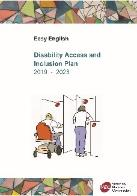 Easy English
Disability Access and
Inclusion Plan
2019 - 2023